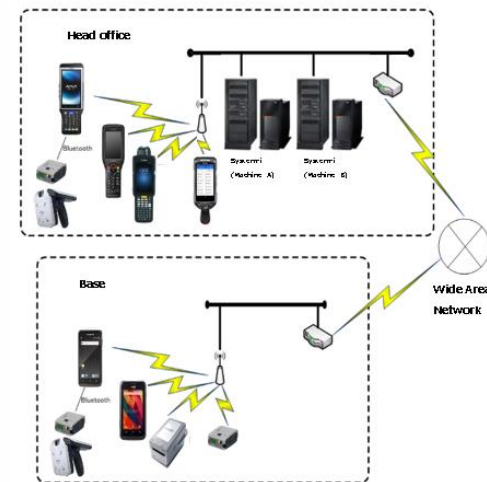 Head office
Bluetooth
System i
(Machine A)
System i
(Machine B)
Wide Area
Network
Base
Bluetooth